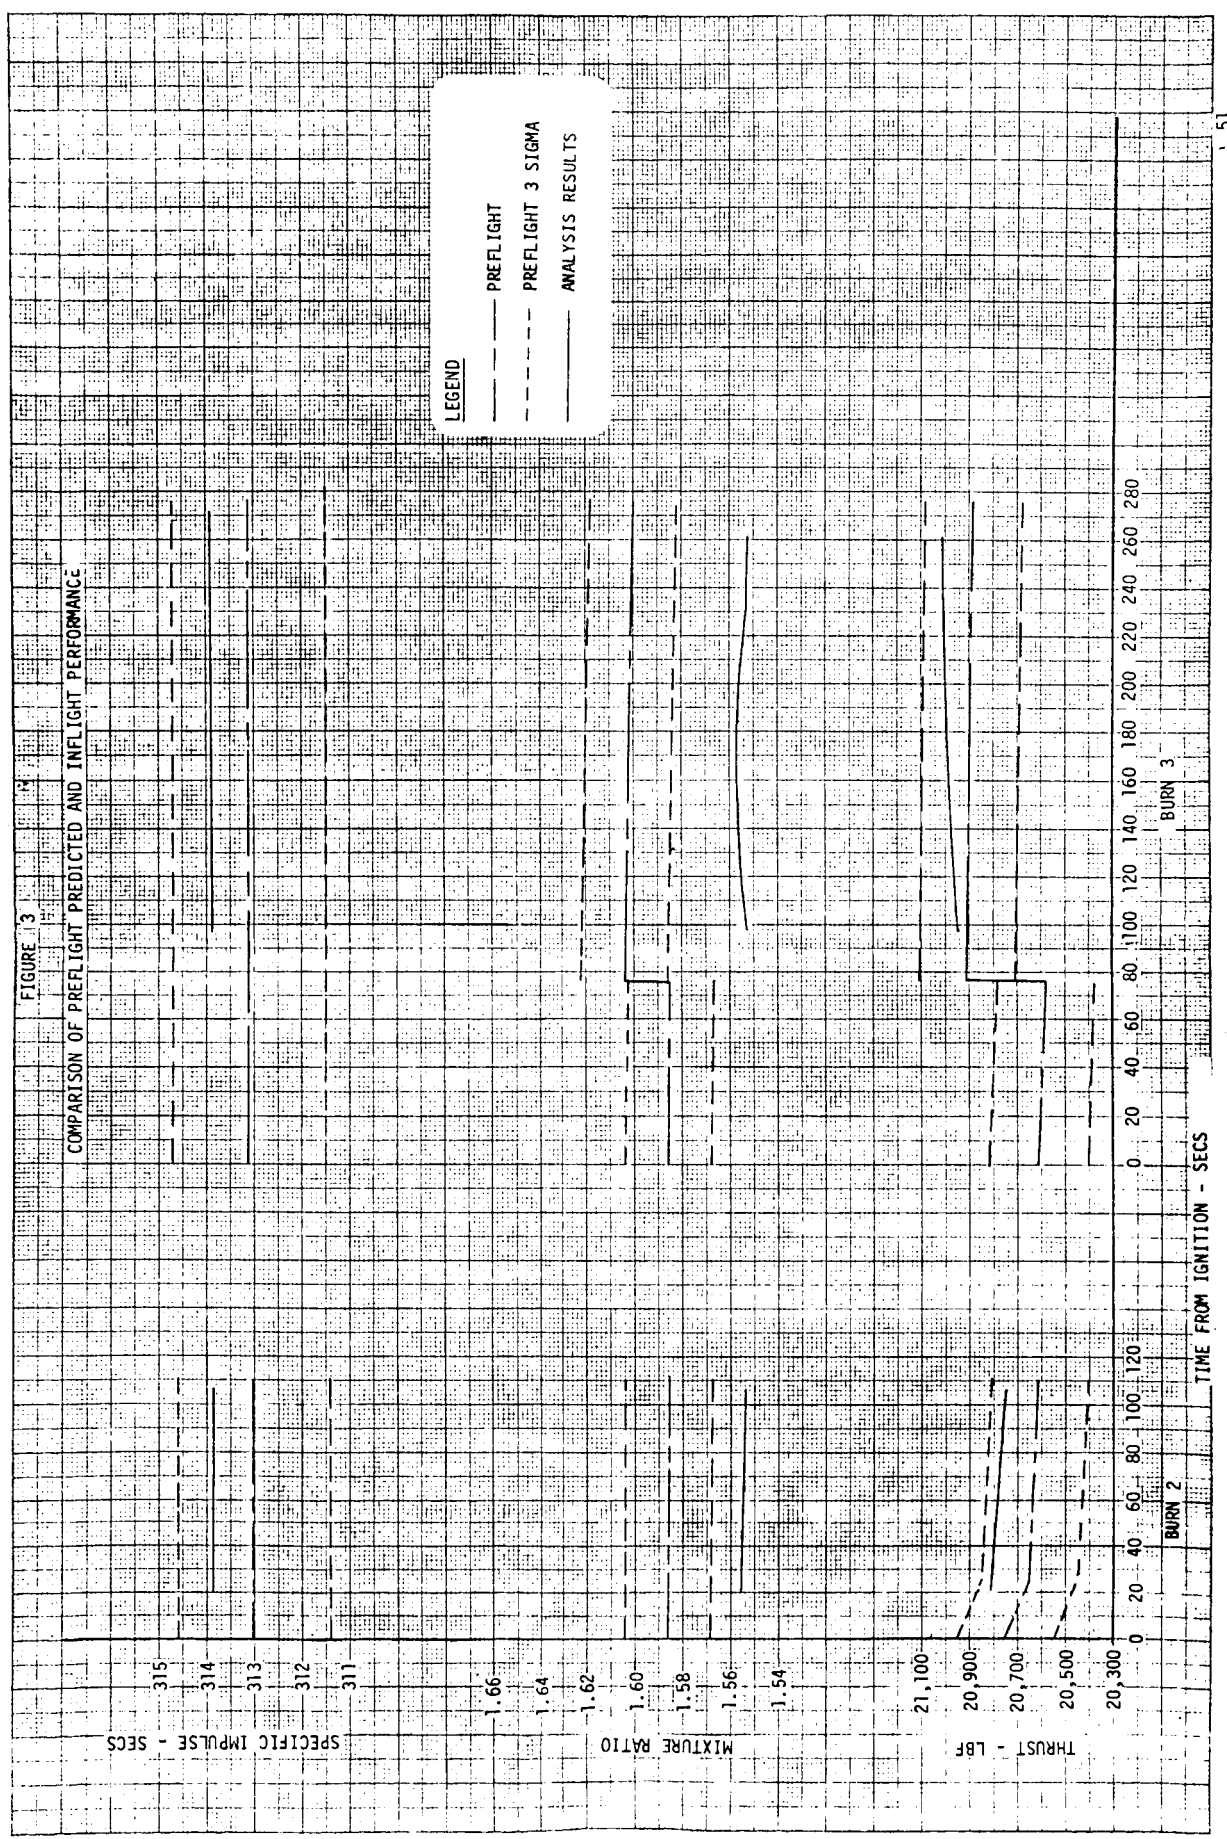 FIGURE 13
COMPARISON OF PREFLIGHT PREDICTED AND INFLIGHT PERFORMANCE
LEGEND
PREFLIGHT
PREFLIGHT 3 SIGMA
ANALYSIS RESULTS
SPECIFIC IMPULSE - SECS
315
314
313
312
311
MIXTURE RATIO
1.66
1.64
1.62
1.60
1.58
1.56
1.54
THRUST - LBF
21,100
20,900
20,700
20,500
20,300
0 20 40 60 80 100 120
BURN 2
0 20 40 60 80 100 120 140 160 180 200 220 240 260 280
BURN 3
TIME FROM IGNITION - SECS